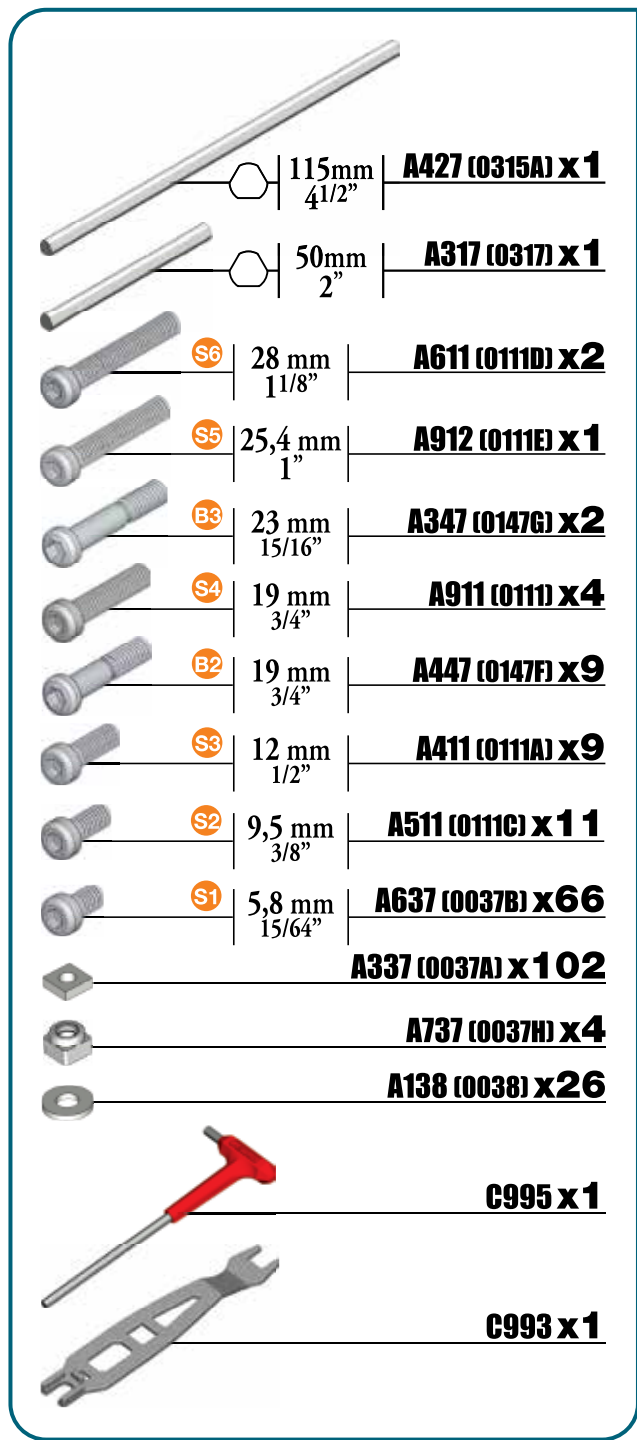 115mm
4 1/2”
A427 (0315A) x1
50mm
2”
A317 (0317) x1
S6
28 mm
1 1/8”
A611 (0111D) x2
S5
25,4 mm
1”
A912 (0111E) x1
B3
23 mm
15/16”
A347 (0147G) x2
S4
19 mm
3/4”
A911 (0111) x4
B2
19 mm
3/4”
A447 (0147F) x9
S3
12 mm
1/2”
A411 (0111A) x9
S2
9,5 mm
3/8”
A511 (0111C) x11
S1
5,8 mm
15/64”
A637 (0037B) x66
A337 (0037A) x102
A737 (0037H) x4
A138 (0038) x26
C995 x1
C993 x1